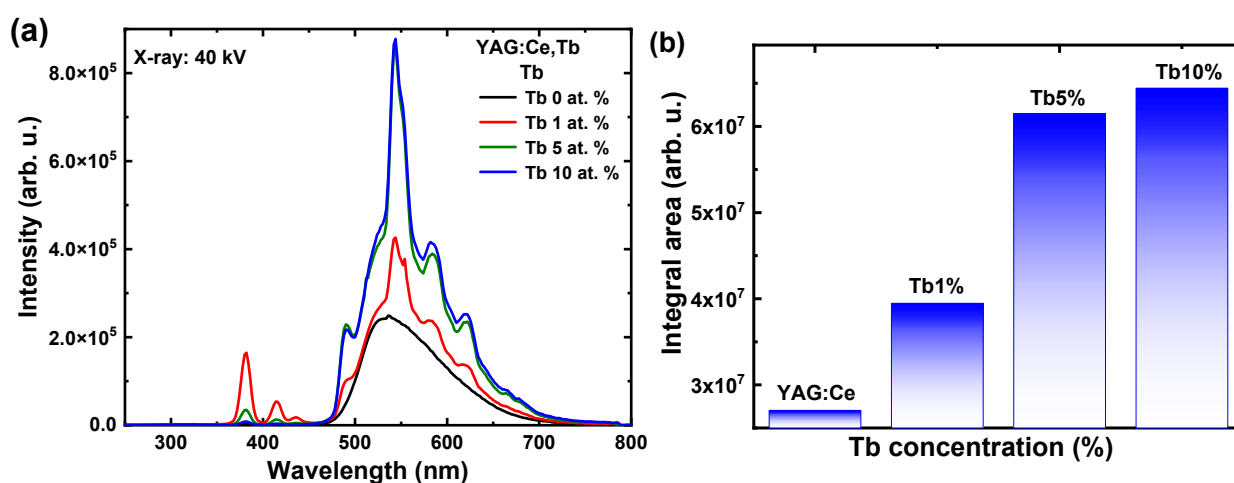 (a)
X-ray: 40 kV
YAG:Ce,Tb
Tb
Tb 0 at. %
Tb 1 at. %
Tb 5 at. %
Tb 10 at. %
8.0×10⁵
6.0×10⁵
4.0×10⁵
2.0×10⁵
0.0
Intensity (arb. u.)
300 400 500 600 700 800
Wavelength (nm)
(b)
Tb10%
Tb5%
Tb1%
YAG:Ce
6x10⁷
5x10⁷
4x10⁷
3x10⁷
Integral area (arb. u.)
Tb concentration (%)